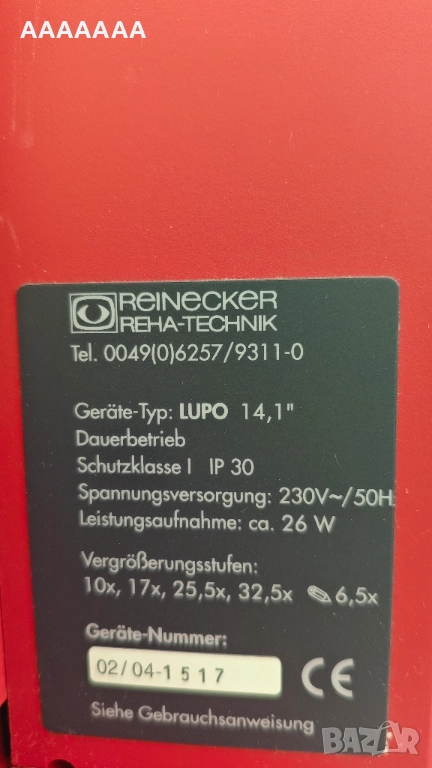 AAAAAAA
REINECKER
REHA-TECHNIK
Tel. 0049(0)6257/9311-0
Geräte-Typ: LUPO 14,1"
Dauerbetrieb
Schutzklasse I IP 30
Spannungsversorgung: 230V~/50H
Leistungsaufnahme: ca. 26 W
Vergrößerungsstufen:
10x, 17x, 25,5x, 32,5x ✎6,5x
Geräte-Nummer:
02/04-1517
CE
Siehe Gebrauchsanweisung
BAZAR